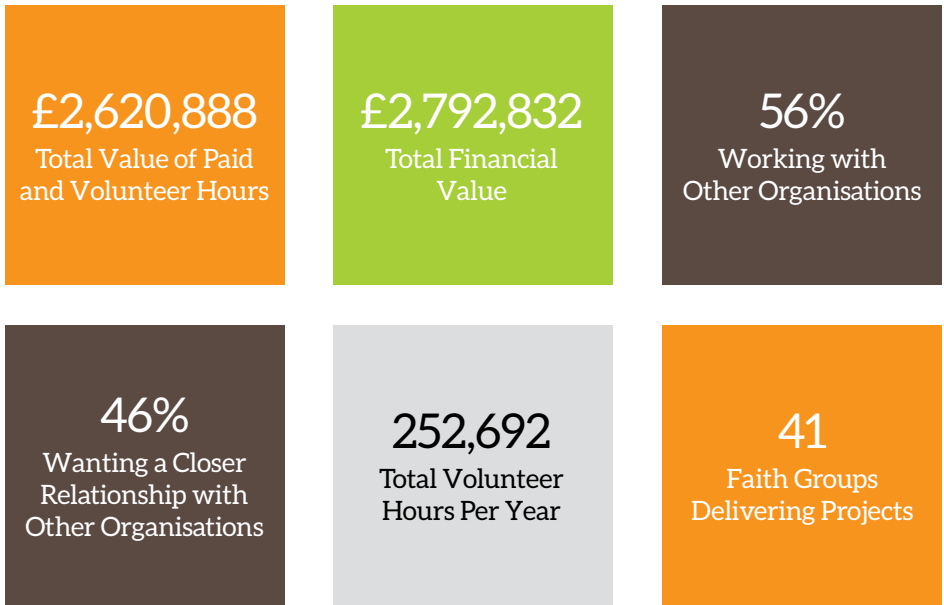 £2,620,888
Total Value of Paid
and Volunteer Hours
£2,792,832
Total Financial
Value
56%
Working with
Other Organisations
46%
Wanting a Closer
Relationship with
Other Organisations
252,692
Total Volunteer
Hours Per Year
41
Faith Groups
Delivering Projects